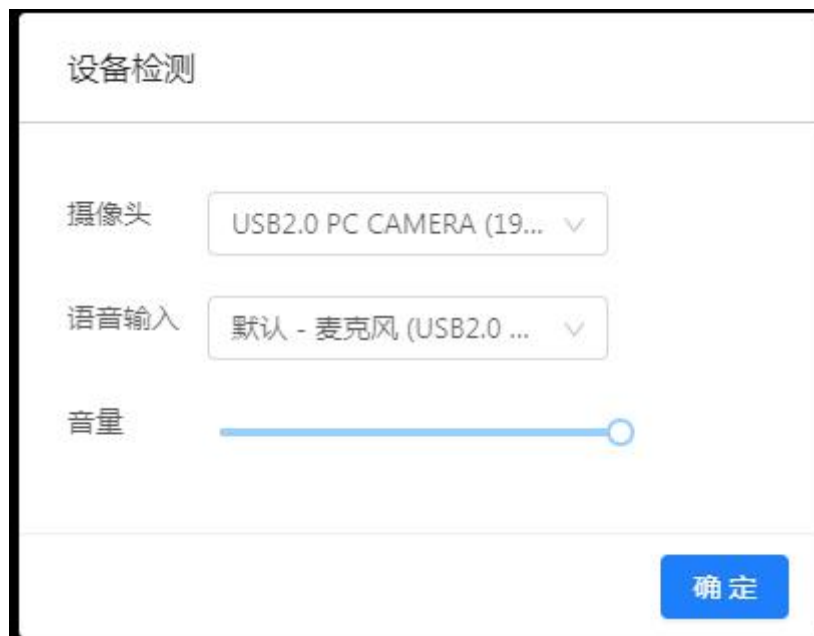 设备检测
摄像头
USB2.0 PC CAMERA (19...
语音输入
默认 - 麦克风 (USB2.0 ...
音量
确 定